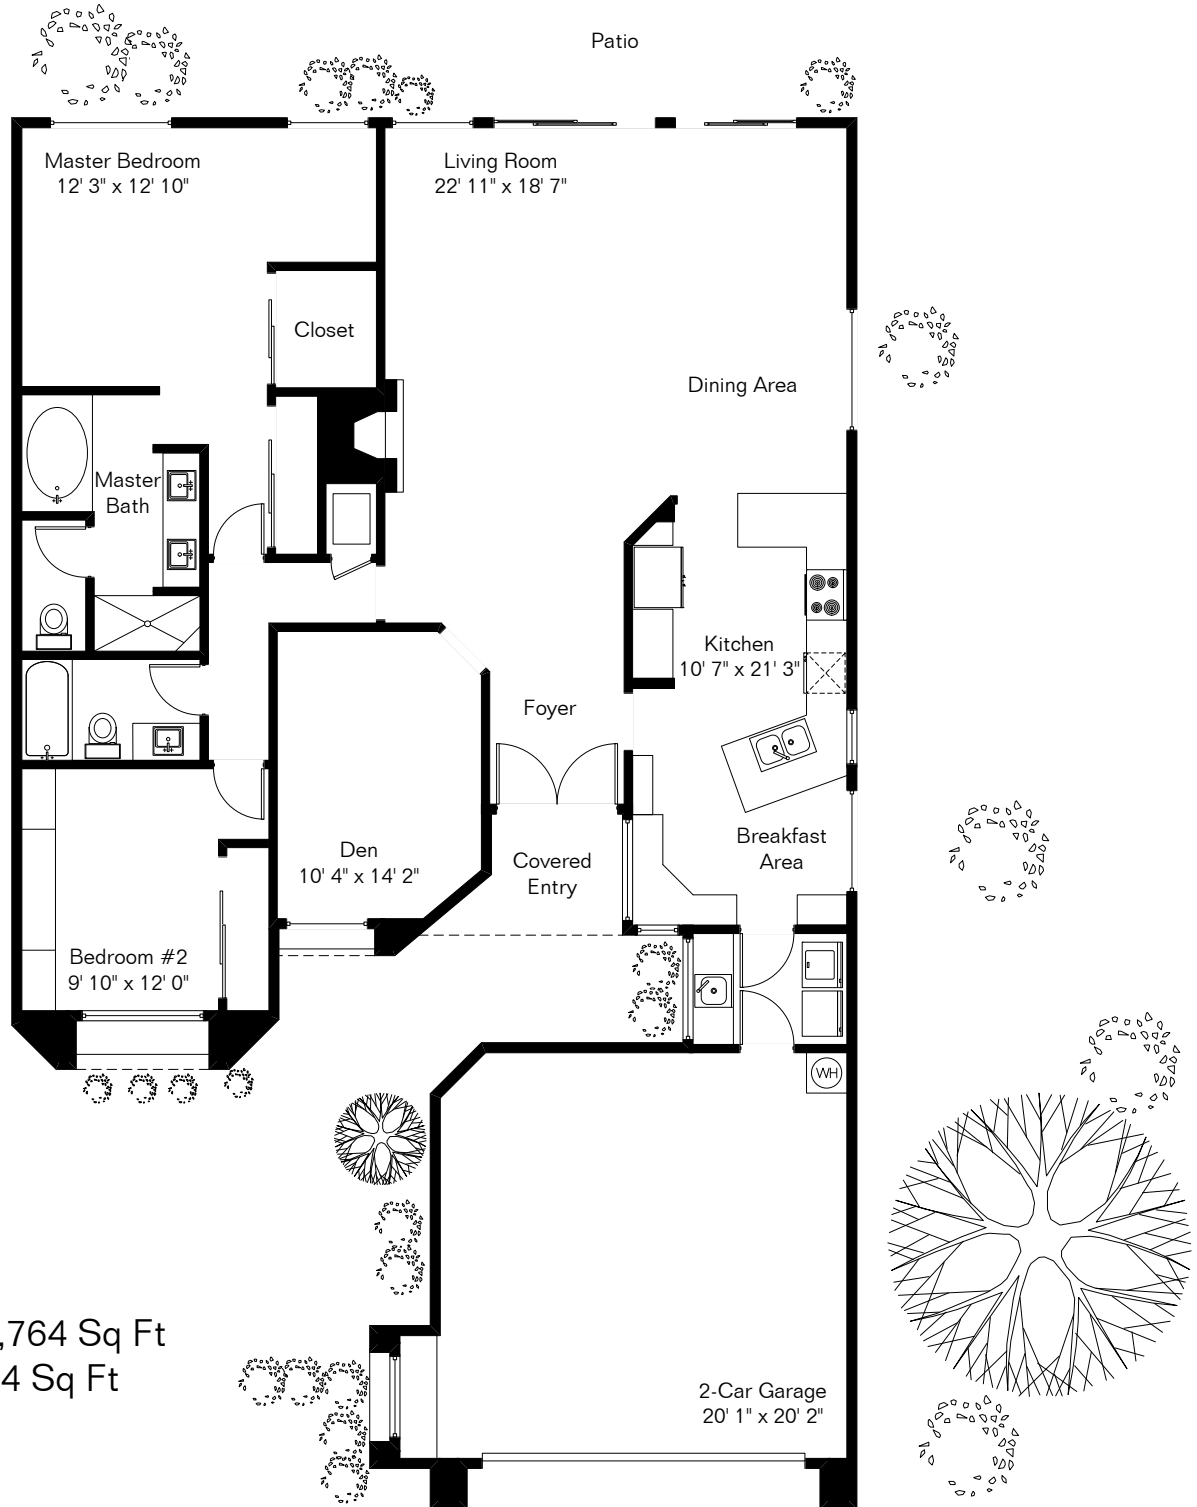 Patio
Master Bedroom
12' 3" x 12' 10"
Living Room
22' 11" x 18' 7"
Closet
Dining Area
Master
Bath
Kitchen
10' 7" x 21' 3"
Foyer
Breakfast
Area
Den
10' 4" x 14' 2"
Covered
Entry
Bedroom #2
9' 10" x 12' 0"
WH
,764 Sq Ft
4 Sq Ft
2-Car Garage
20' 1" x 20' 2"